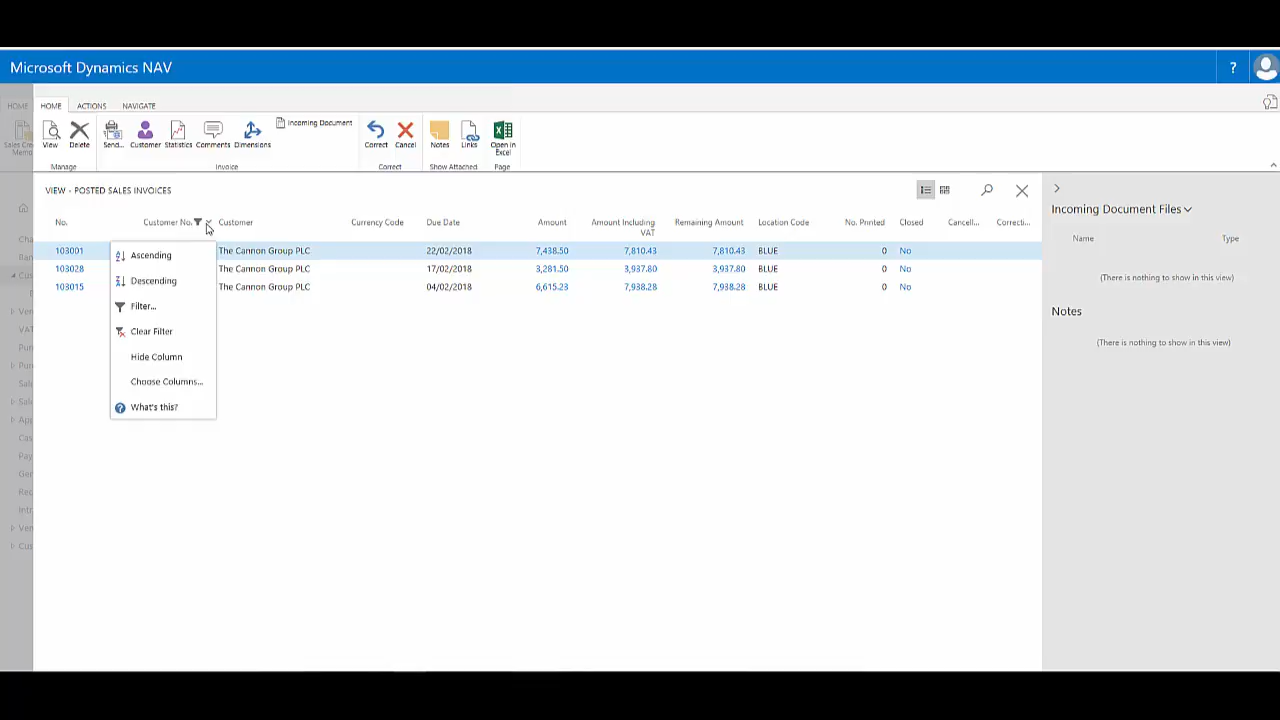 Microsoft Dynamics NAV
?
HOME
HOME
ACTIONS
NAVIGATE
View
Delete
Send...
Customer
Statistics
Comments
Dimensions
Incoming Document
Correct
Cancel
Notes
Links
Open in
Excel
Manage
Invoice
Correct
Show Attached
Page
VIEW - POSTED SALES INVOICES
No.
Customer No.
Customer
Currency Code
Due Date
Amount
Amount Including
VAT
Remaining Amount
Location Code
No. Printed
Closed
Cancell...
Correcti...
103001
The Cannon Group PLC
22/02/2018
7,438.50
7,810.43
7,810.43
BLUE
0
No
103028
The Cannon Group PLC
17/02/2018
3,281.50
3,937.80
3,937.80
BLUE
0
No
103015
The Cannon Group PLC
04/02/2018
6,615.23
7,938.28
7,938.28
BLUE
0
No
Ascending
Descending
Filter...
Clear Filter
Hide Column
Choose Columns...
What's this?
Incoming Document Files
Name
Type
(There is nothing to show in this view)
Notes
(There is nothing to show in this view)